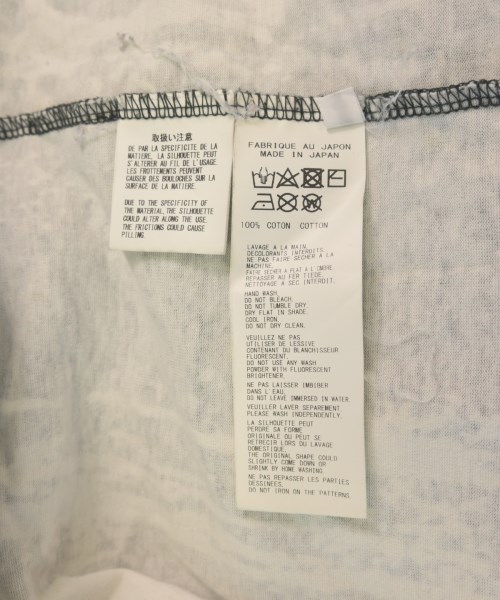 取扱い注意
DE PAR LA SPECIFICITE DE LA
MATIERE, LA SILHOUETTE PEUT
S'ALTERER AU FIL DE L'USAGE.
LES FROTTEMENTS PEUVENT
CAUSER DES BOULOCHES SUR LA
SURFACE DE LA MATIERE.
DUE TO THE SPECIFICITY OF
THE MATERIAL, THE SILHOUETTE
COULD ALTER ALONG THE USE.
THE FRICTIONS COULD CAUSE
PILLING.
FABRIQUE AU JAPON
MADE IN JAPAN
100% COTON COTTON
LAVAGE A LA MAIN.
DECOLORANTS INTERDITS.
NE PAS FAIRE SECHER A LA
MACHINE.
FAIRE SECHER A PLAT A L'OMBRE.
REPASSER AU FER TIEDE.
NETTOYAGE A SEC INTERDIT.
HAND WASH.
DO NOT BLEACH.
DO NOT TUMBLE DRY
DRY FLAT IN SHADE.
COOL IRON.
DO NOT DRY CLEAN.
VEUILLEZ NE PAS
UTILISER DE LESSIVE
CONTENANT DU BLANCHISSEUR
FLUORESCENT.
DO NOT USE ANY WASH
POWDER WITH FLUORESCENT
BRIGHTENER.
NE PAS LAISSER IMBIBER
DANS L'EAU.
DO NOT LEAVE IMMERSED IN WATER.
VEUILLER LAVER SEPAREMENT
PLEASE WASH INDEPENDENTLY.
LA SILHOUETTE PEUT
PERDRE SA FORME
ORIGINALE OU PEUT SE
RETRECIR LORS DU LAVAGE
DOMESTIQUE.
THE ORIGINAL SHAPE COULD
SLIGHTLY COME DOWN OR
SHRINK BY HOME WASHING.
NE PAS REPASSER LES PARTIES
DESSINEES.
DO NOT IRON ON THE PATTERNS.